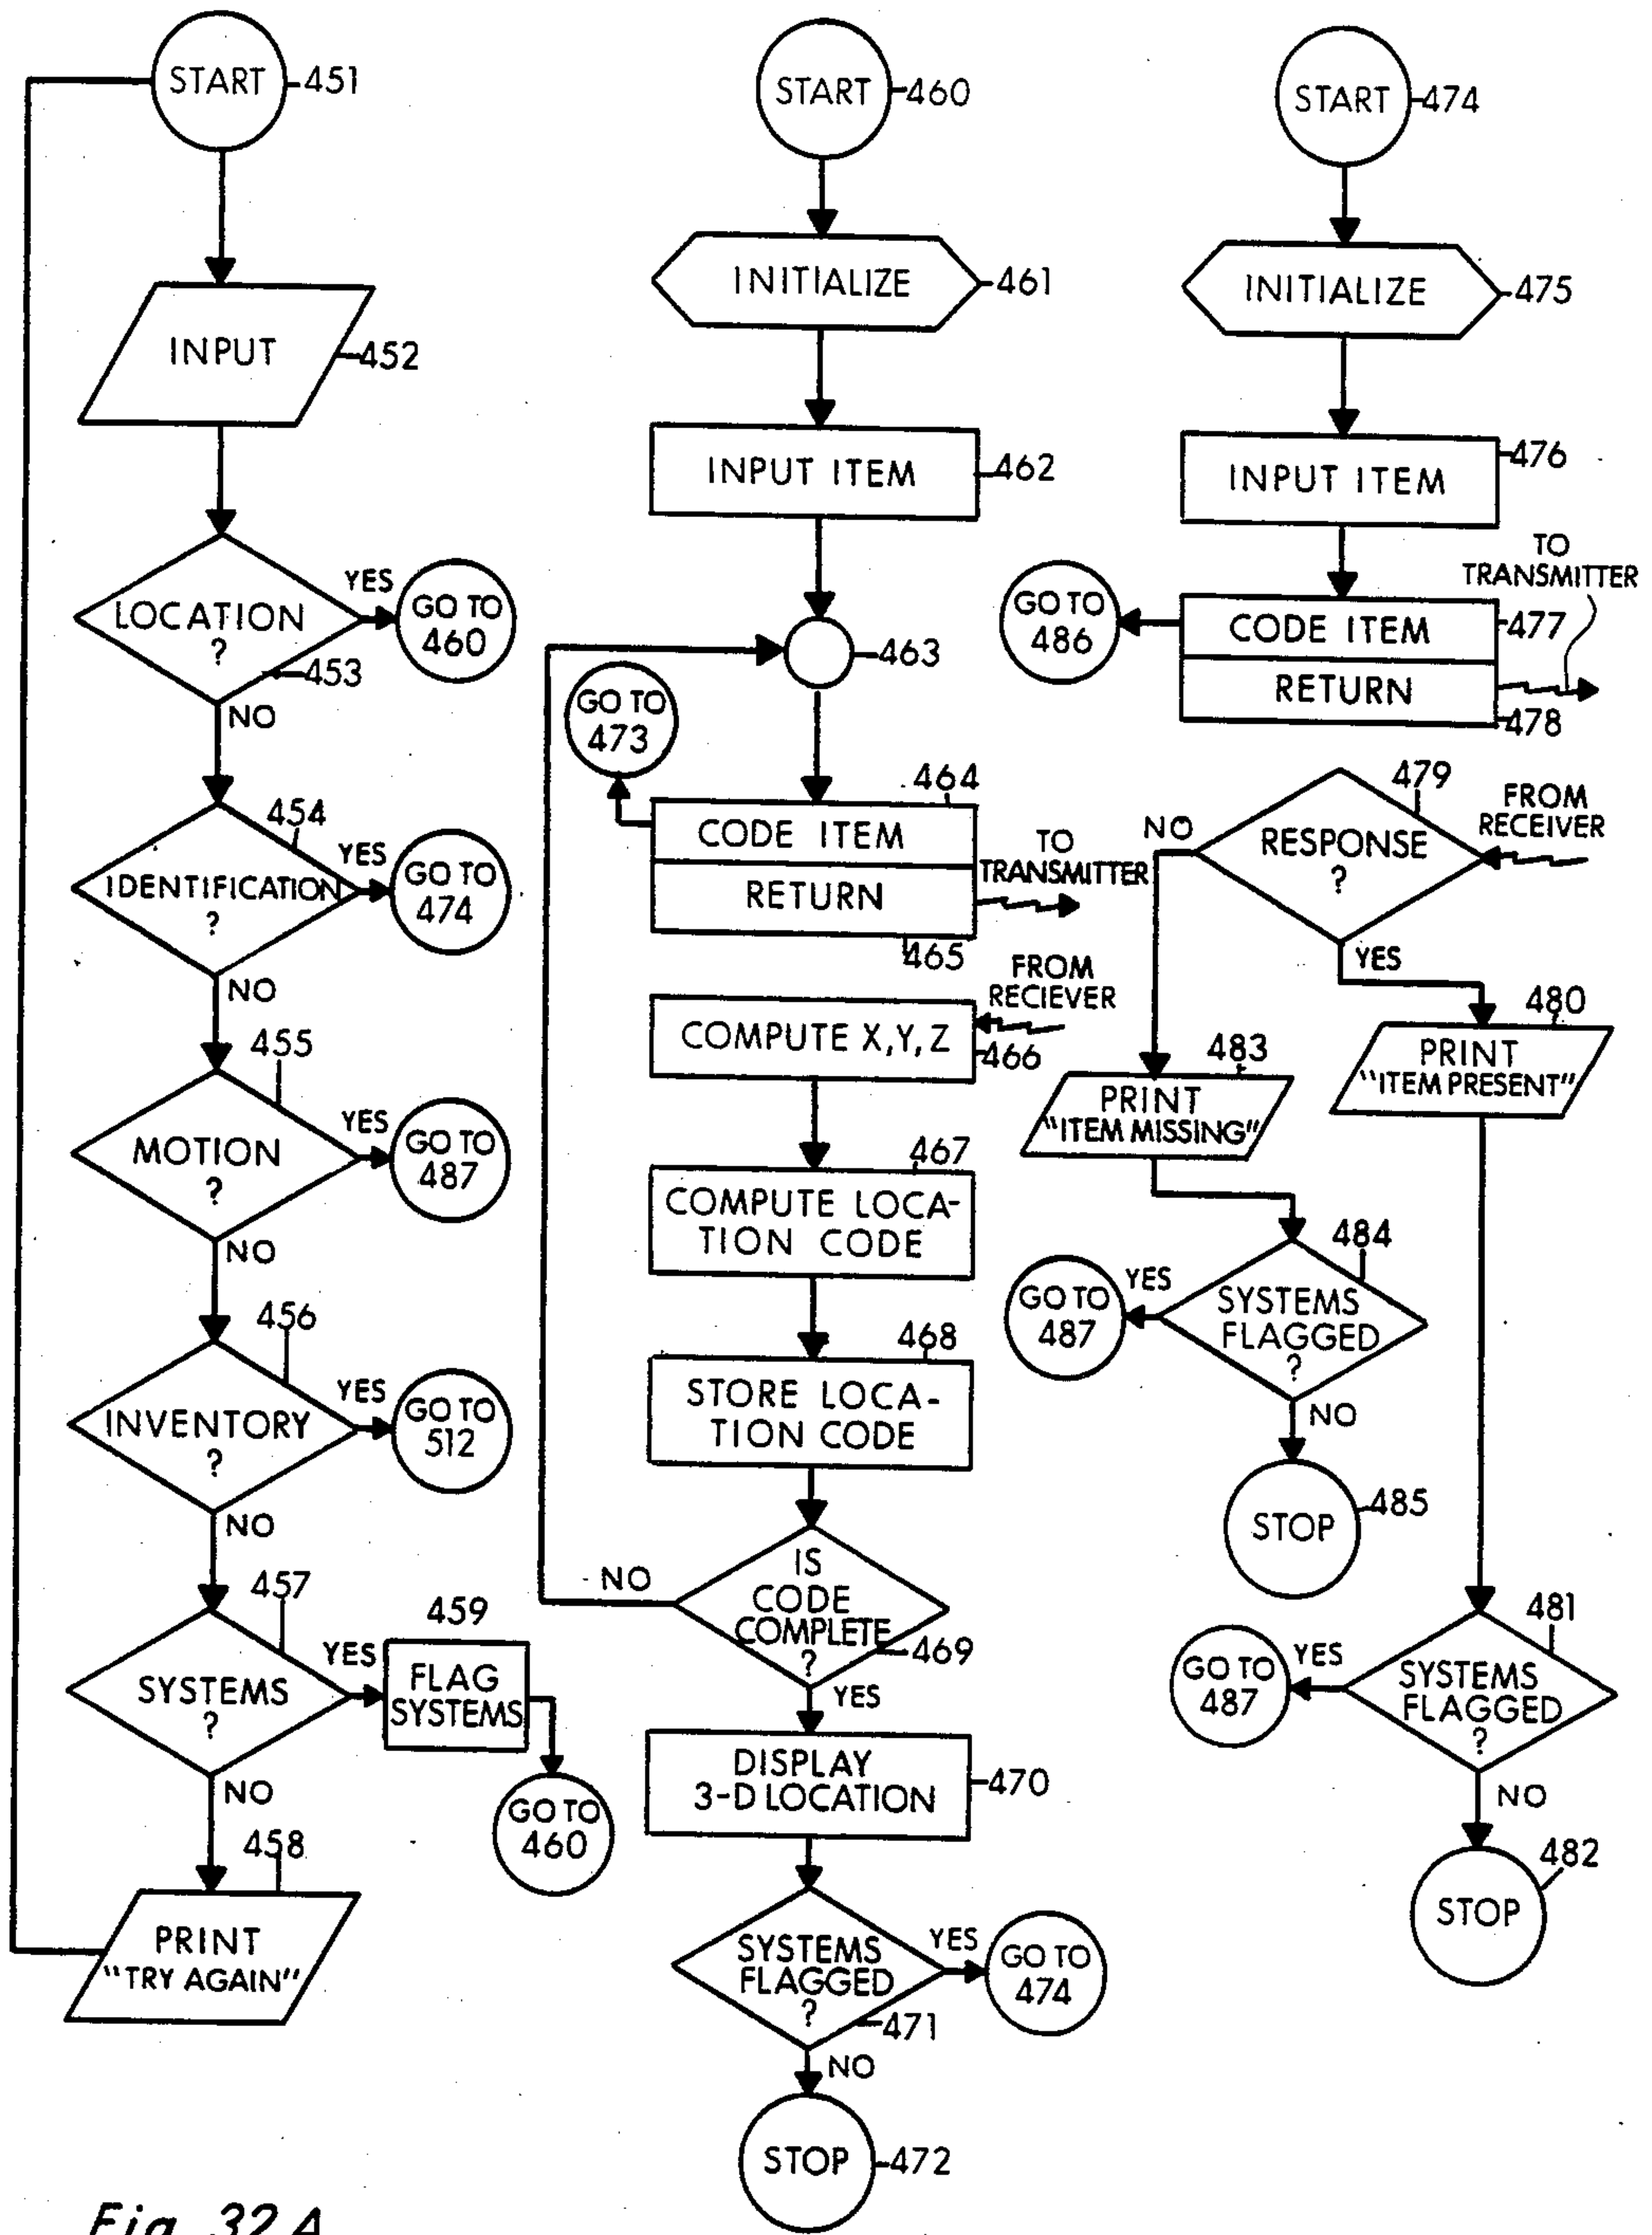 START
451
INPUT
452
LOCATION
?
453
YES
GO TO
460
NO
454
IDENTIFICATION
?
YES
GO TO
474
NO
455
MOTION
?
YES
GO TO
487
NO
456
INVENTORY
?
YES
GO TO
512
NO
457
SYSTEMS
?
YES
459
FLAG
SYSTEMS
GO TO
460
NO
458
PRINT
"TRY AGAIN"
START
460
INITIALIZE
461
INPUT ITEM
462
463
GO TO
473
464
CODE ITEM
RETURN
465
TO
TRANSMITTER
FROM
RECIEVER
COMPUTE X,Y,Z
466
467
COMPUTE LOCA-
TION CODE
468
STORE LOCA-
TION CODE
IS
CODE
COMPLETE
?
469
NO
YES
DISPLAY
3-D LOCATION
470
SYSTEMS
FLAGGED
?
471
YES
GO TO
474
NO
STOP
472
START
474
INITIALIZE
475
INPUT ITEM
476
TO
TRANSMITTER
GO TO
486
CODE ITEM
477
RETURN
478
479
RESPONSE
?
FROM
RECEIVER
NO
YES
480
PRINT
"ITEM PRESENT"
483
PRINT
"ITEM MISSING"
484
SYSTEMS
FLAGGED
?
YES
GO TO
487
NO
STOP
485
481
SYSTEMS
FLAGGED
?
YES
GO TO
487
NO
482
STOP
Fig. 32A